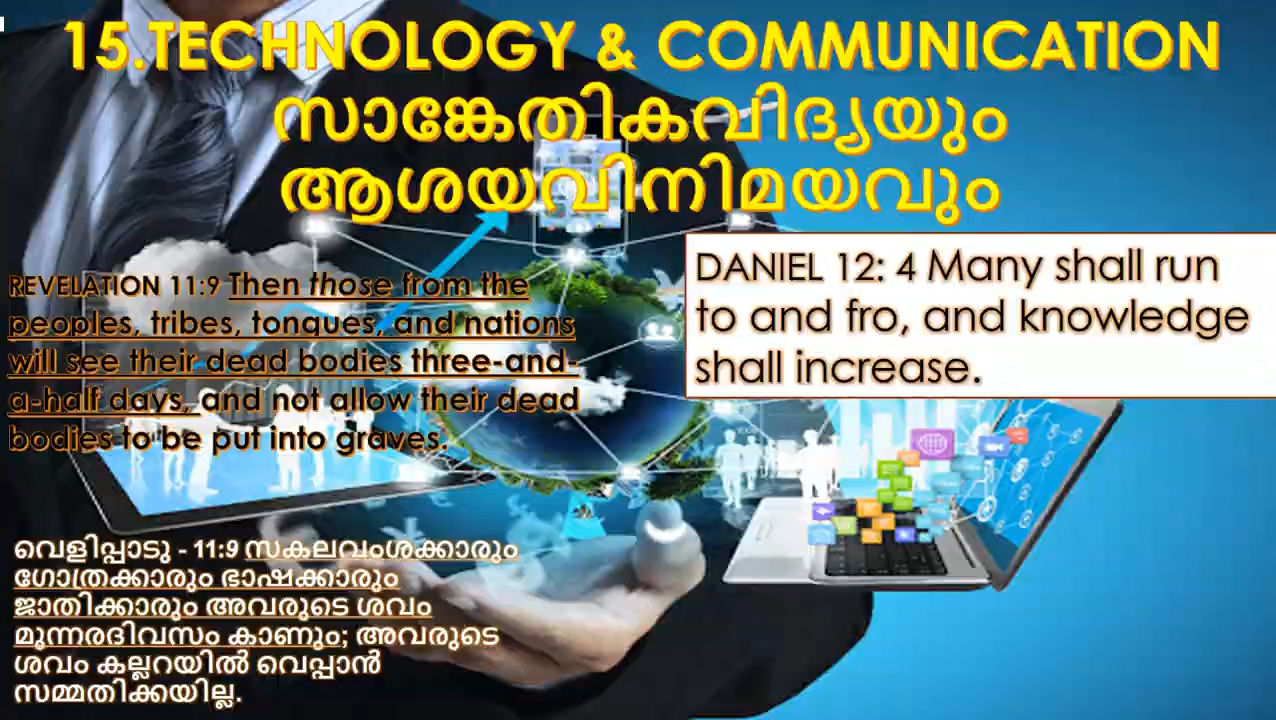 15.TECHNOLOGY & COMMUNICATION
സാങ്കേതികവിദ്യയും
ആശയവിനിമയവും
REVELATION 11:9 Then those from the
peoples, tribes, tongues, and nations
will see their dead bodies three-and-
a-half days, and not allow their dead
bodies to be put into graves.
DANIEL 12: 4 Many shall run
to and fro, and knowledge
shall increase.
വെളിപ്പാടു - 11:9 സകലവംശക്കാരും
ഗോത്രക്കാരും ഭാഷക്കാരും
ജാതിക്കാരും അവരുടെ ശവം
മൂന്നരദിവസം കാണും; അവരുടെ
ശവം കല്ലറയിൽ വെപ്പാൻ
സമ്മതിക്കയില്ല.